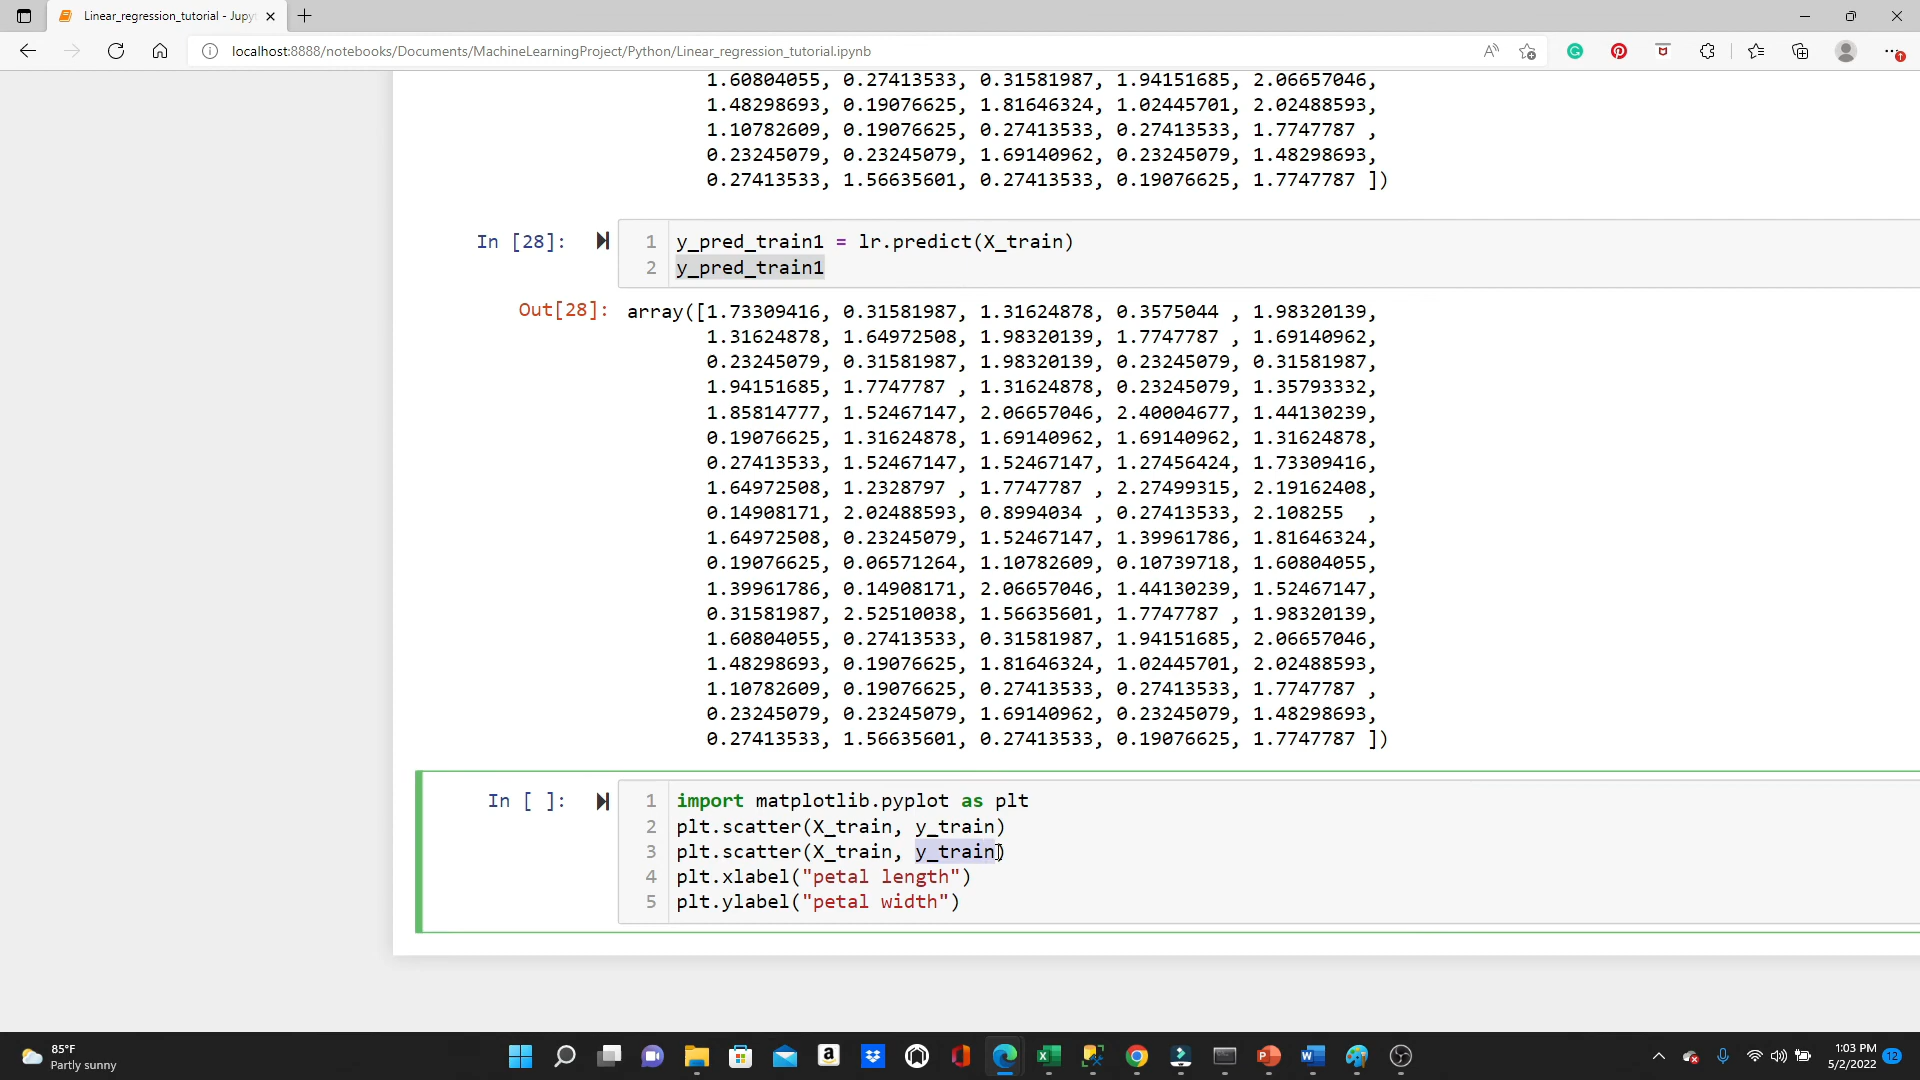 Linear_regression_tutorial - Jupy
localhost:8888/notebooks/Documents/MachineLearningProject/Python/Linear_regression_tutorial.ipynb
1.60804055, 0.27413533, 0.31581987, 1.94151685, 2.06657046,
1.48298693, 0.19076625, 1.81646324, 1.02445701, 2.02488593,
1.10782609, 0.19076625, 0.27413533, 0.27413533, 1.7747787 ,
0.23245079, 0.23245079, 1.69140962, 0.23245079, 1.48298693,
0.27413533, 1.56635601, 0.27413533, 0.19076625, 1.7747787 ])
In [28]:
1 y_pred_train1 = lr.predict(X_train)
2 y_pred_train1
Out[28]: array([1.73309416, 0.31581987, 1.31624878, 0.3575044 , 1.98320139,
1.31624878, 1.64972508, 1.98320139, 1.7747787 , 1.69140962,
0.23245079, 0.31581987, 1.98320139, 0.23245079, 0.31581987,
1.94151685, 1.7747787 , 1.31624878, 0.23245079, 1.35793332,
1.85814777, 1.52467147, 2.06657046, 2.40004677, 1.44130239,
0.19076625, 1.31624878, 1.69140962, 1.69140962, 1.31624878,
0.27413533, 1.52467147, 1.52467147, 1.27456424, 1.73309416,
1.64972508, 1.2328797 , 1.7747787 , 2.27499315, 2.19162408,
0.14908171, 2.02488593, 0.8994034 , 0.27413533, 2.108255  ,
1.64972508, 0.23245079, 1.52467147, 1.39961786, 1.81646324,
0.19076625, 0.06571264, 1.10782609, 0.10739718, 1.60804055,
1.39961786, 0.14908171, 2.06657046, 1.44130239, 1.52467147,
0.31581987, 2.52510038, 1.56635601, 1.7747787 , 1.98320139,
1.60804055, 0.27413533, 0.31581987, 1.94151685, 2.06657046,
1.48298693, 0.19076625, 1.81646324, 1.02445701, 2.02488593,
1.10782609, 0.19076625, 0.27413533, 0.27413533, 1.7747787 ,
0.23245079, 0.23245079, 1.69140962, 0.23245079, 1.48298693,
0.27413533, 1.56635601, 0.27413533, 0.19076625, 1.7747787 ])
In [ ]:
1 import matplotlib.pyplot as plt
2 plt.scatter(X_train, y_train)
3 plt.scatter(X_train, y_train)
4 plt.xlabel("petal length")
5 plt.ylabel("petal width")
85°F
Partly sunny
1:03 PM
5/2/2022
12